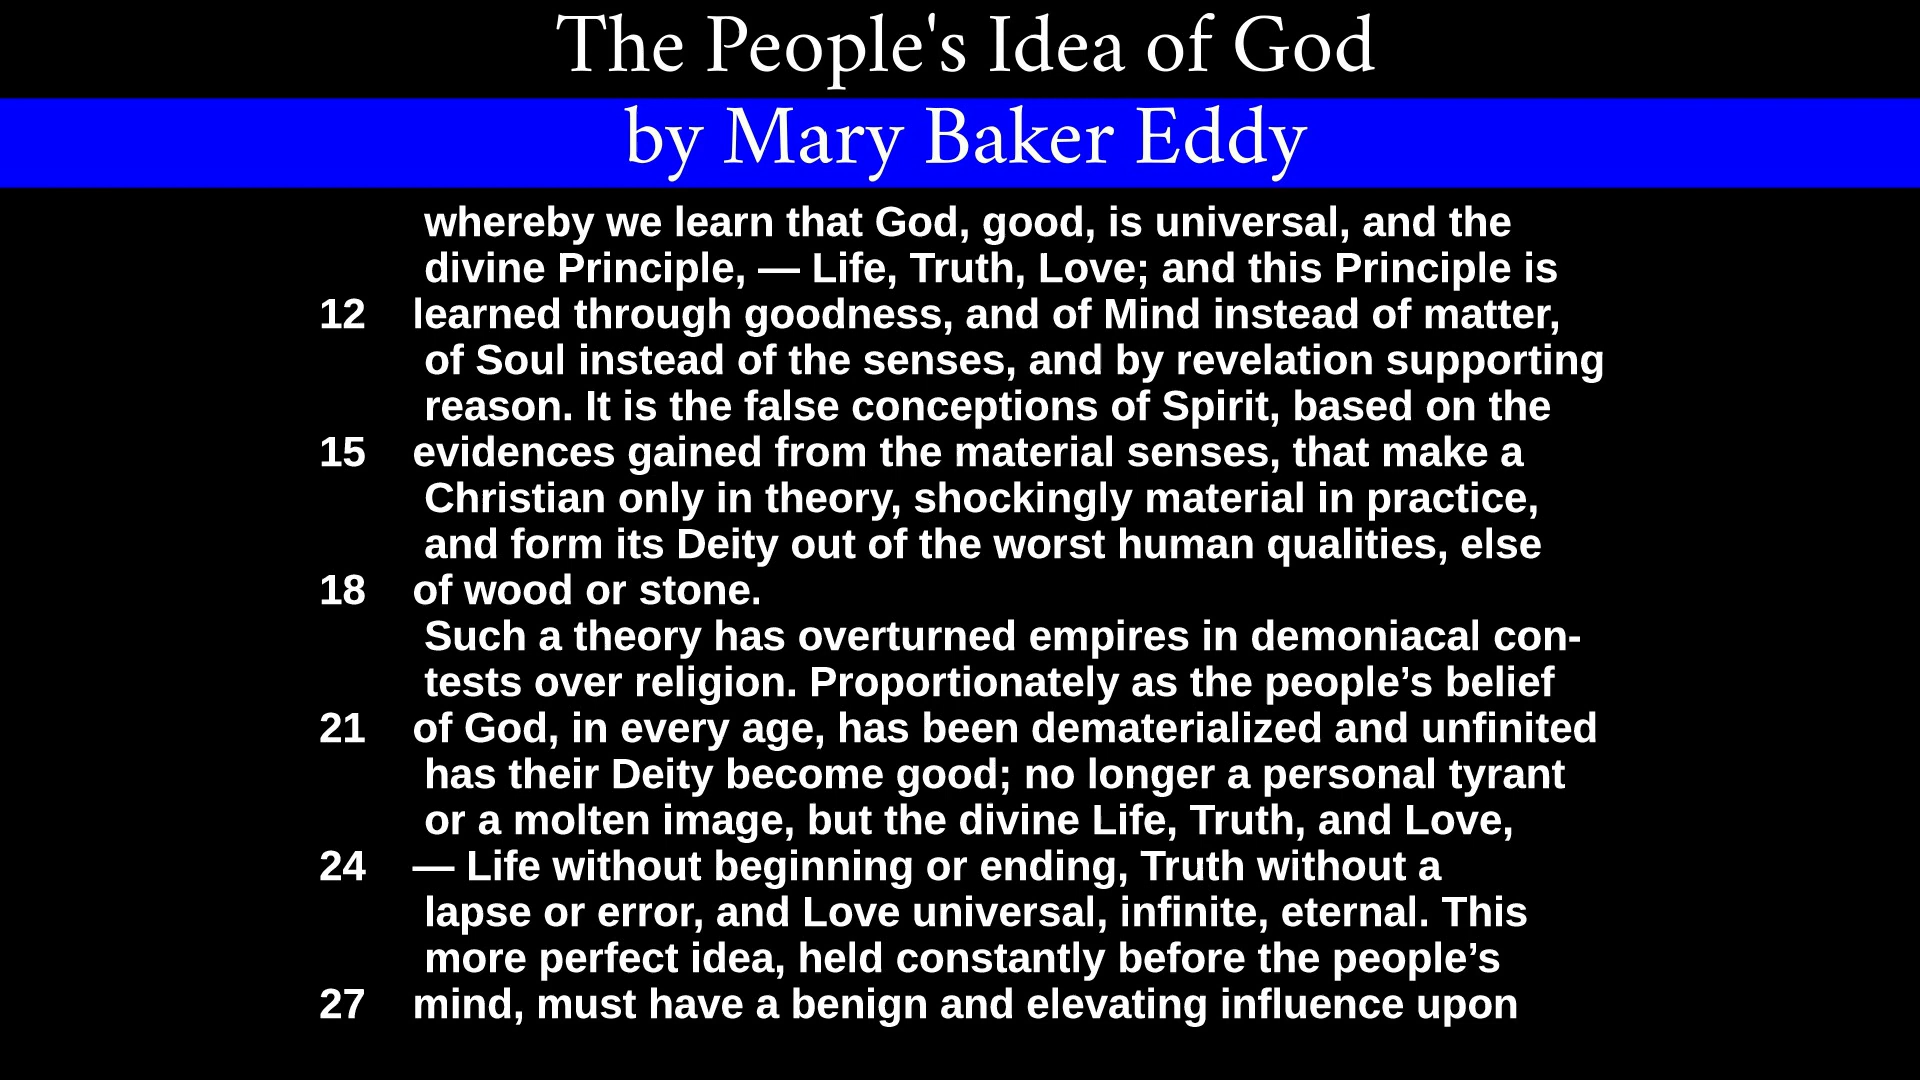 The People's Idea of God
by Mary Baker Eddy
whereby we learn that God, good, is universal, and the
divine Principle, — Life, Truth, Love; and this Principle is
12 learned through goodness, and of Mind instead of matter,
of Soul instead of the senses, and by revelation supporting
reason. It is the false conceptions of Spirit, based on the
15 evidences gained from the material senses, that make a
Christian only in theory, shockingly material in practice,
and form its Deity out of the worst human qualities, else
18 of wood or stone.
Such a theory has overturned empires in demoniacal con-
tests over religion. Proportionately as the people’s belief
21 of God, in every age, has been dematerialized and unfinited
has their Deity become good; no longer a personal tyrant
or a molten image, but the divine Life, Truth, and Love,
24 — Life without beginning or ending, Truth without a
lapse or error, and Love universal, infinite, eternal. This
more perfect idea, held constantly before the people’s
27 mind, must have a benign and elevating influence upon